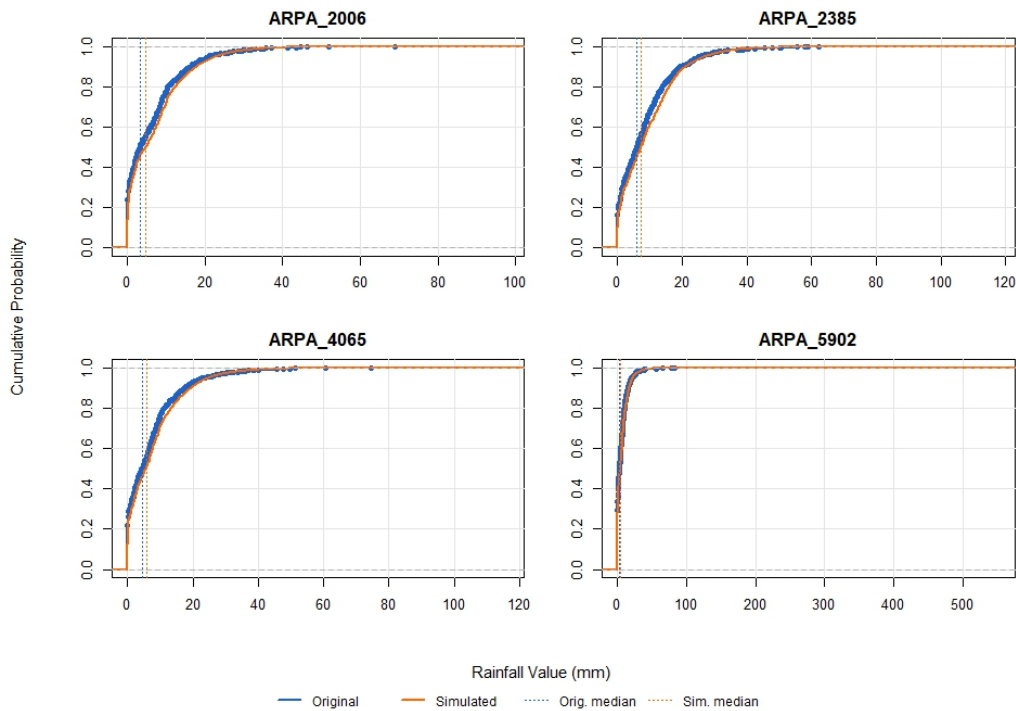 ARPA_2006
ARPA_2385
1.0
0.8
0.6
0.4
0.2
0.0
0 20 40 60 80 100
1.0
0.8
0.6
0.4
0.2
0.0
0 20 40 60 80 100 120
Cumulative Probability
ARPA_4065
ARPA_5902
1.0
0.8
0.6
0.4
0.2
0.0
0 20 40 60 80 100 120
1.0
0.8
0.6
0.4
0.2
0.0
0 100 200 300 400 500
Rainfall Value (mm)
Original Simulated Orig. median Sim. median